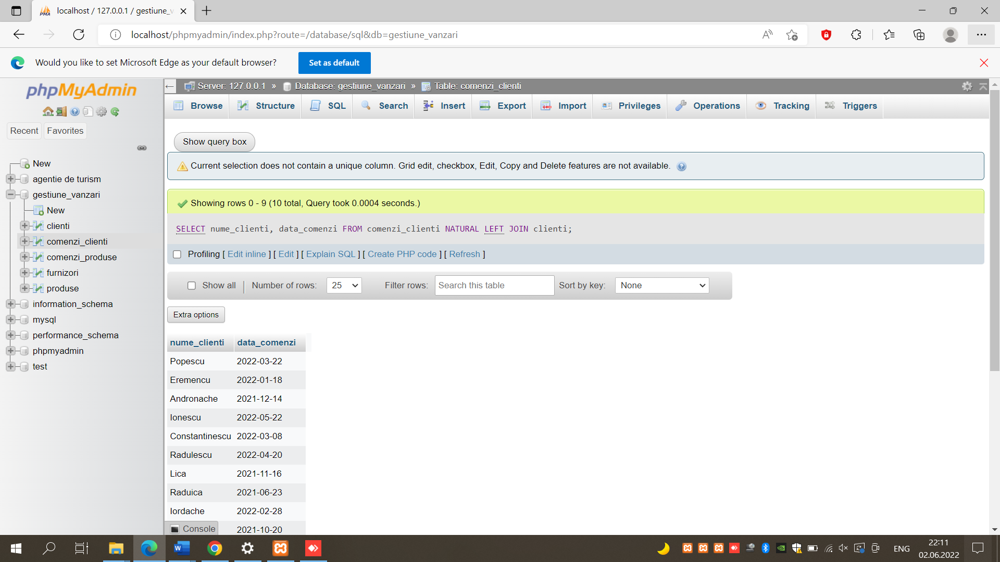 localhost / 127.0.0.1 / gestiune_v
localhost/phpmyadmin/index.php?route=/database/sql&db=gestiune_vanzari
Would you like to set Microsoft Edge as your default browser?
Set as default
phpMyAdmin
Recent
Favorites
New
agentie de turism
gestiune_vanzari
New
clienti
comenzi_clienti
comenzi_produse
furnizori
produse
information_schema
mysql
performance_schema
phpmyadmin
test
Server: 127.0.0.1 » Database: gestiune_vanzari » Table: comenzi_clienti
Browse Structure SQL Search Insert Export Import Privileges Operations Tracking Triggers
Show query box
Current selection does not contain a unique column. Grid edit, checkbox, Edit, Copy and Delete features are not available.
Showing rows 0 - 9 (10 total, Query took 0.0004 seconds.)
SELECT nume_clienti, data_comenzi FROM comenzi_clienti NATURAL LEFT JOIN clienti;
Profiling [ Edit inline ] [ Edit ] [ Explain SQL ] [ Create PHP code ] [ Refresh ]
Show all | Number of rows: 25 Filter rows: Search this table Sort by key: None
Extra options
nume_clienti data_comenzi
Popescu 2022-03-22
Eremencu 2022-01-18
Andronache 2021-12-14
Ionescu 2022-05-22
Constantinescu 2022-03-08
Radulescu 2022-04-20
Lica 2021-11-16
Raduica 2021-06-23
Iordache 2022-02-28
2021-10-20
Console
ENG
22:11
02.06.2022